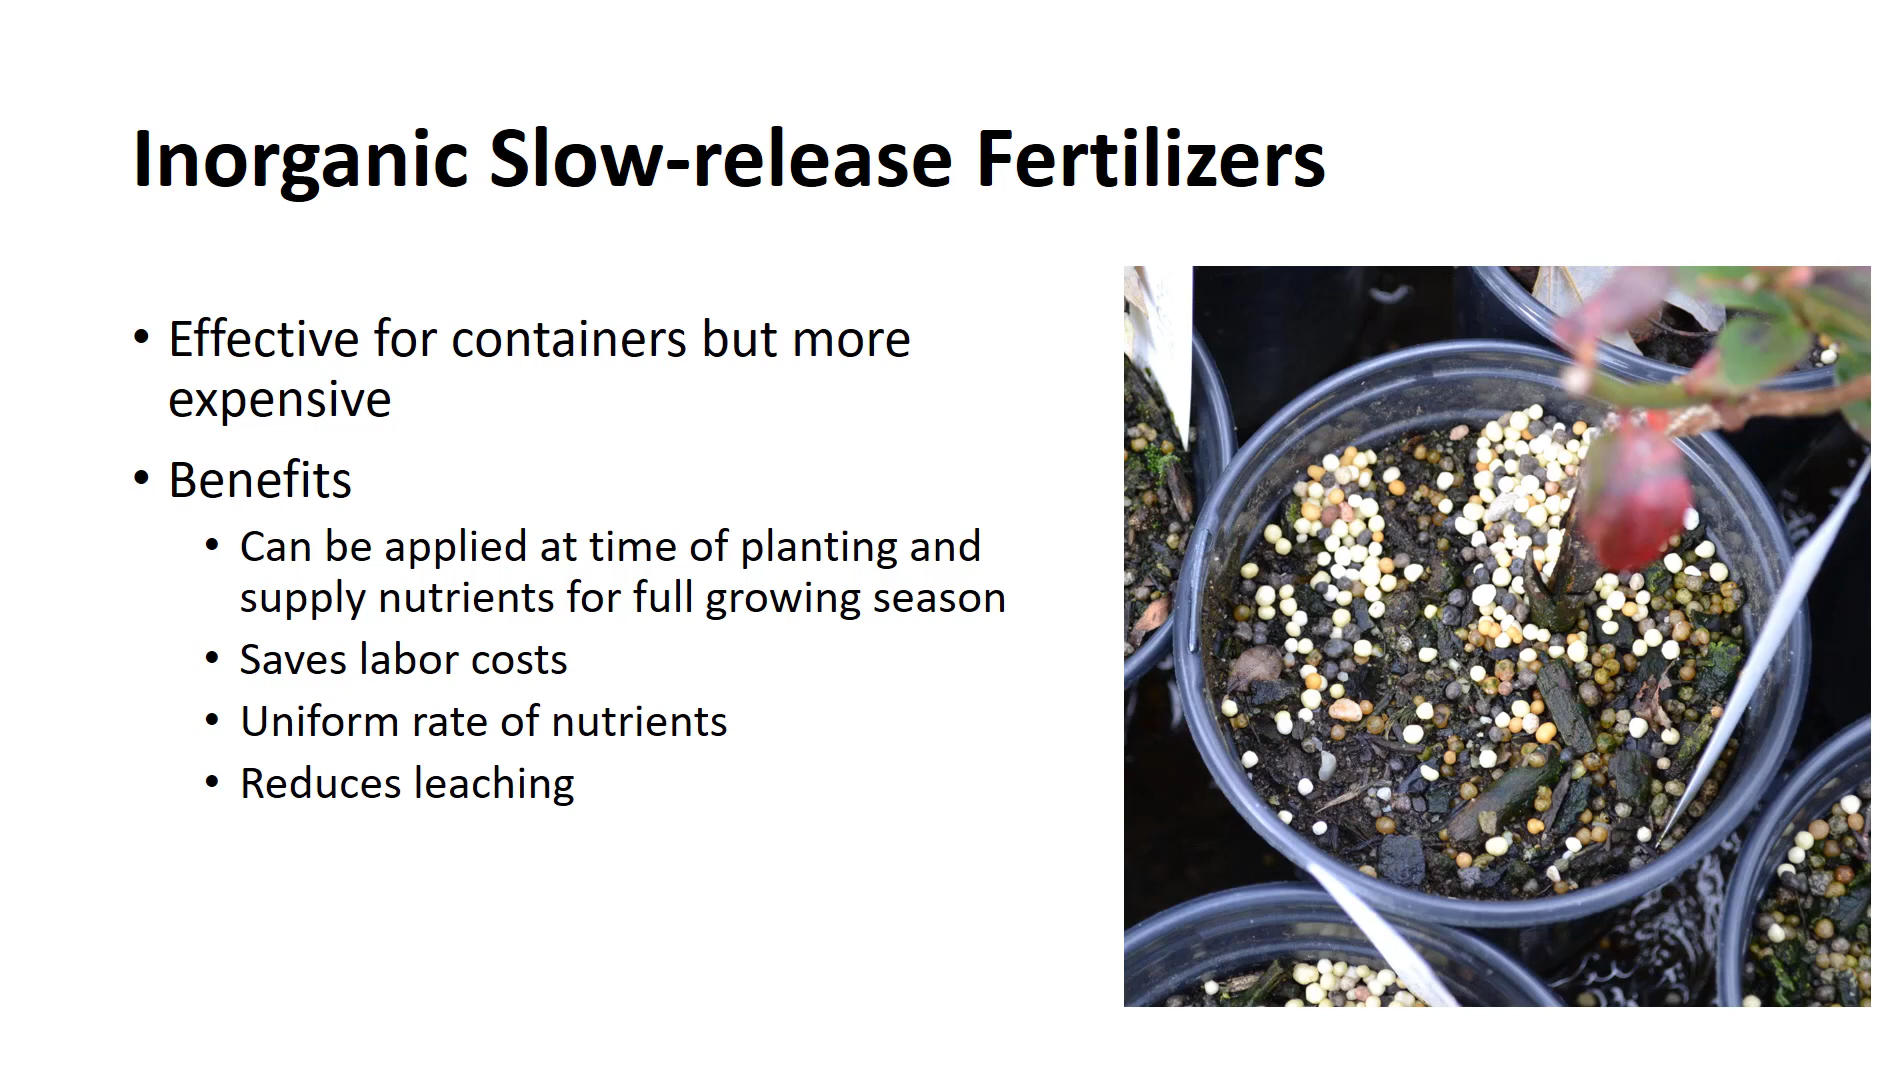 Inorganic Slow-release Fertilizers
• Effective for containers but more
expensive
• Benefits
• Can be applied at time of planting and
supply nutrients for full growing season
• Saves labor costs
• Uniform rate of nutrients
• Reduces leaching